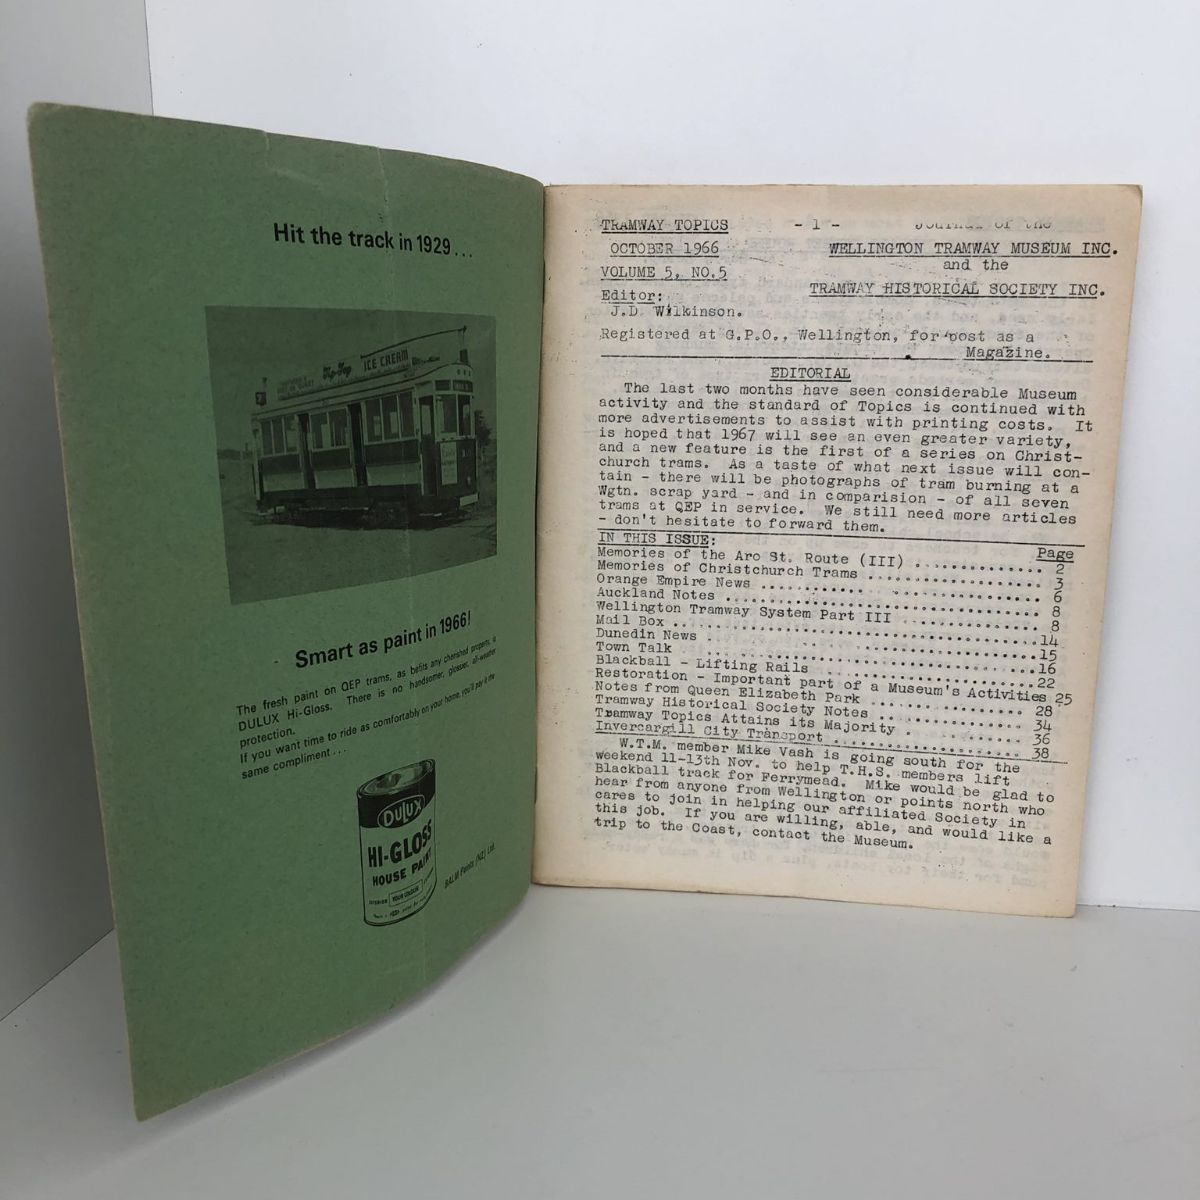 Hit the track in 1929...
Tip-Top ICE CREAM
Smart as paint in 1966!
The fresh paint on QEP trams, as befits any cherished property, is
DULUX Hi-Gloss. There is no handsomer, glossier, all-weather
protection.
If you want time to ride as comfortably on your home, you'll pay it the
same compliment...
DULUX
HI-GLOSS
HOUSE PAINT
BALM Paints (NZ) Ltd.
TRAMWAY TOPICS - 1 - Journal of the
OCTOBER 1966 WELLINGTON TRAMWAY MUSEUM INC.
and the
VOLUME 5, NO.5 TRAMWAY HISTORICAL SOCIETY INC.
Editor:
J.D. Wilkinson.
Registered at G.P.O., Wellington, for post as a
Magazine.
EDITORIAL
The last two months have seen considerable Museum
activity and the standard of Topics is continued with
more advertisements to assist with printing costs. It
is hoped that 1967 will see an even greater variety,
and a new feature is the first of a series on Christ-
church trams. As a taste of what next issue will con-
tain - there will be photographs of tram burning at a
Wgtn. scrap yard - and in comparision - of all seven
trams at QEP in service. We still need more articles
- don't hesitate to forward them.
IN THIS ISSUE: Page
Memories of the Aro St. Route (III) .............. 2
Memories of Christchurch Trams .................. 3
Orange Empire News .............................. 6
Auckland Notes .................................. 8
Wellington Tramway System Part III .............. 8
Mail Box ........................................14
Dunedin News ....................................15
Town Talk .......................................16
Blackball - Lifting Rails .......................22
Restoration - Important part of a Museum's Activities 25
Notes from Queen Elizabeth Park ................. 28
Tramway Historical Society Notes ................ 34
Tramway Topics Attains its Majority ............. 36
Invercargill City Transport ..................... 38
W.T.M. member Mike Vash is going south for the
weekend 11-13th Nov. to help T.H.S. members lift
Blackball track for Ferrymead. Mike would be glad to
hear from anyone from Wellington or points north who
cares to join in helping our affiliated Society in
this job. If you are willing, able, and would like a
trip to the Coast, contact the Museum.